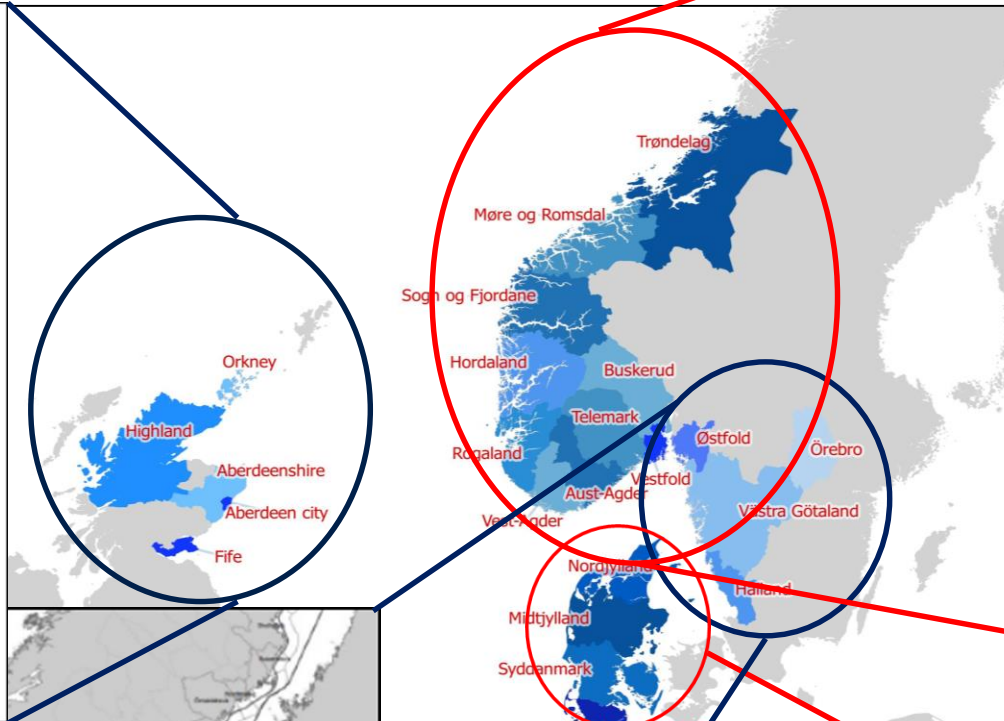 Trøndelag
Møre og Romsdal
Sogn og Fjordane
Hordaland
Buskerud
Orkney
Telemark
Highland
Østfold
Örebro
Rogaland
Aberdeenshire
Vestfold
Aust-Agder
Västra Götaland
Aberdeen city
Vest-Agder
Fife
Nordjylland
Halland
Midtjylland
Syddanmark